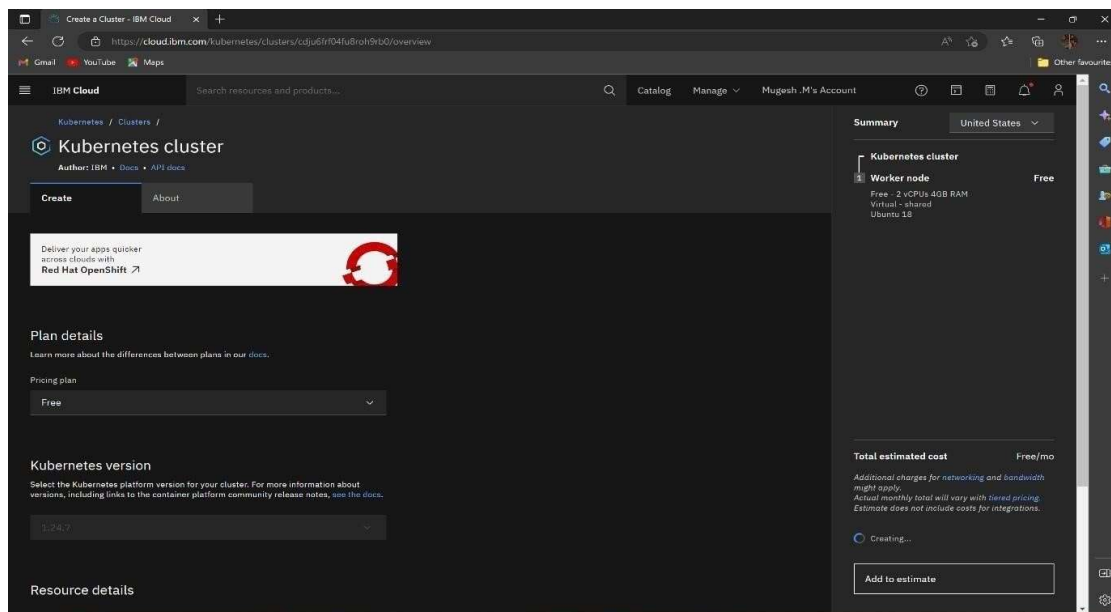 Create a Cluster - IBM Cloud
https://cloud.ibm.com/kubernetes/clusters/cdju6frf04fu8roh9rb0/overview
Gmail YouTube Maps Other favourites
IBM Cloud Search resources and products... Catalog Manage Mugesh .M's Account
Kubernetes / Clusters /
Kubernetes cluster
Author: IBM • Docs • API docs
Create About
Deliver your apps quicker
across clouds with
Red Hat OpenShift
Plan details
Learn more about the differences between plans in our docs.
Pricing plan
Free
Kubernetes version
Select the Kubernetes platform version for your cluster. For more information about
versions, including links to the container platform community release notes, see the docs.
1.24.7
Resource details
Summary United States
Kubernetes cluster
1 Worker node Free
Free - 2 vCPUs 4GB RAM
Virtual - shared
Ubuntu 18
Total estimated cost Free/mo
Additional charges for networking and bandwidth
might apply.
Actual monthly total will vary with tiered pricing.
Estimate does not include costs for integrations.
Creating...
Add to estimate